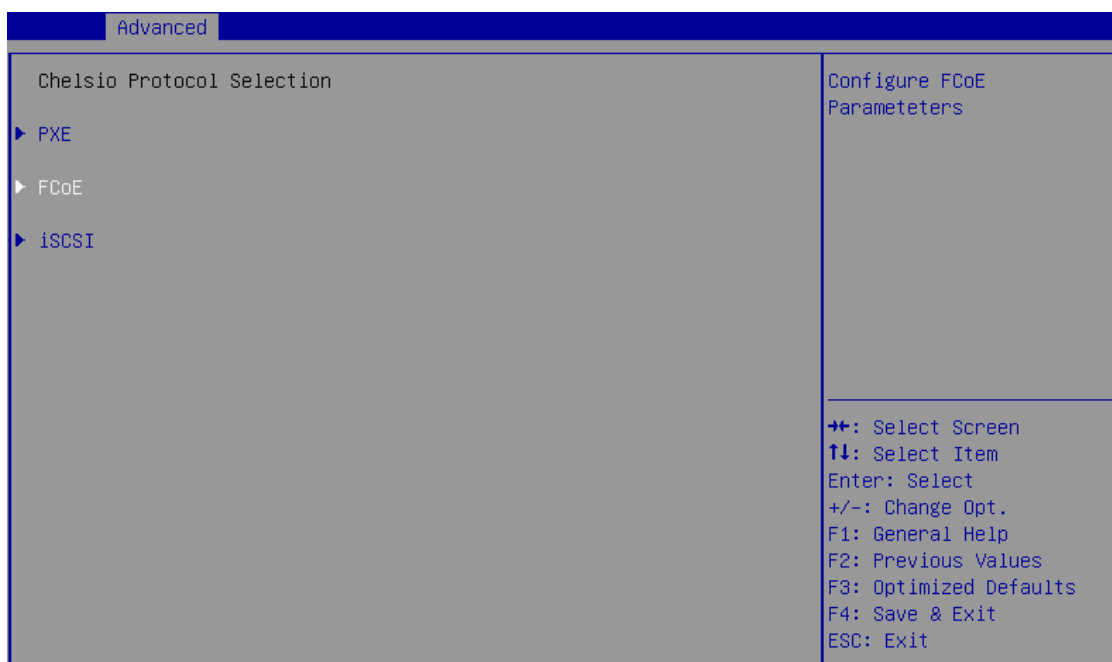 Advanced
Chelsio Protocol Selection
PXE
FCoE
iSCSI
Configure FCoE
Parameteters
→←: Select Screen
↑↓: Select Item
Enter: Select
+/-: Change Opt.
F1: General Help
F2: Previous Values
F3: Optimized Defaults
F4: Save & Exit
ESC: Exit